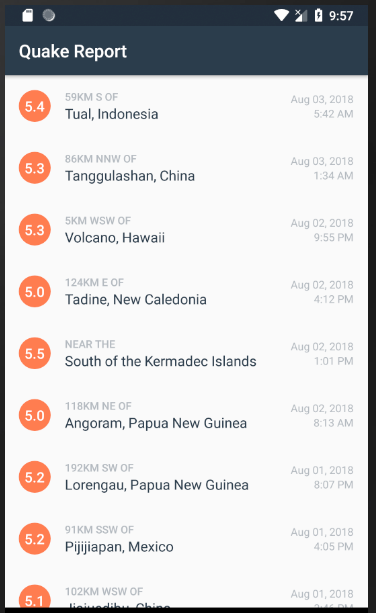 9:57
Quake Report
5.4
59KM S OF
Tual, Indonesia
Aug 03, 2018
5:42 AM
5.3
86KM NNW OF
Tanggulashan, China
Aug 03, 2018
1:34 AM
5.3
5KM WSW OF
Volcano, Hawaii
Aug 02, 2018
9:55 PM
5.0
124KM E OF
Tadine, New Caledonia
Aug 02, 2018
4:12 PM
5.5
NEAR THE
South of the Kermadec Islands
Aug 02, 2018
1:01 PM
5.0
118KM NE OF
Angoram, Papua New Guinea
Aug 02, 2018
8:13 AM
5.2
192KM SW OF
Lorengau, Papua New Guinea
Aug 01, 2018
8:07 PM
5.2
91KM SSW OF
Pijijiapan, Mexico
Aug 01, 2018
4:05 PM
5.1
102KM WSW OF
China
Aug 01, 2018